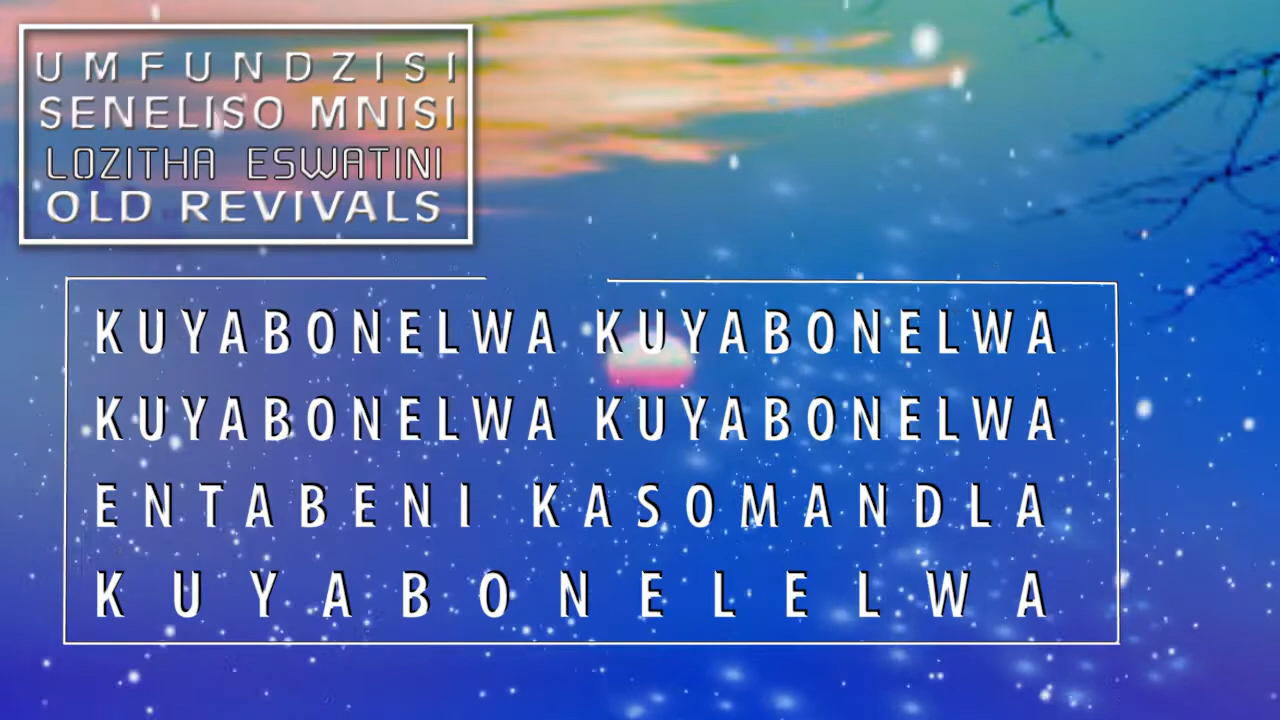 UMFUNDZISI
SENELISO MNISI
LOZITHA ESWATINI
OLD REVIVALS
KUYABONELWA KUYABONELWA
KUYABONELWA KUYABONELWA
ENTABENI KASOMANDLA
KUYABONELELWA